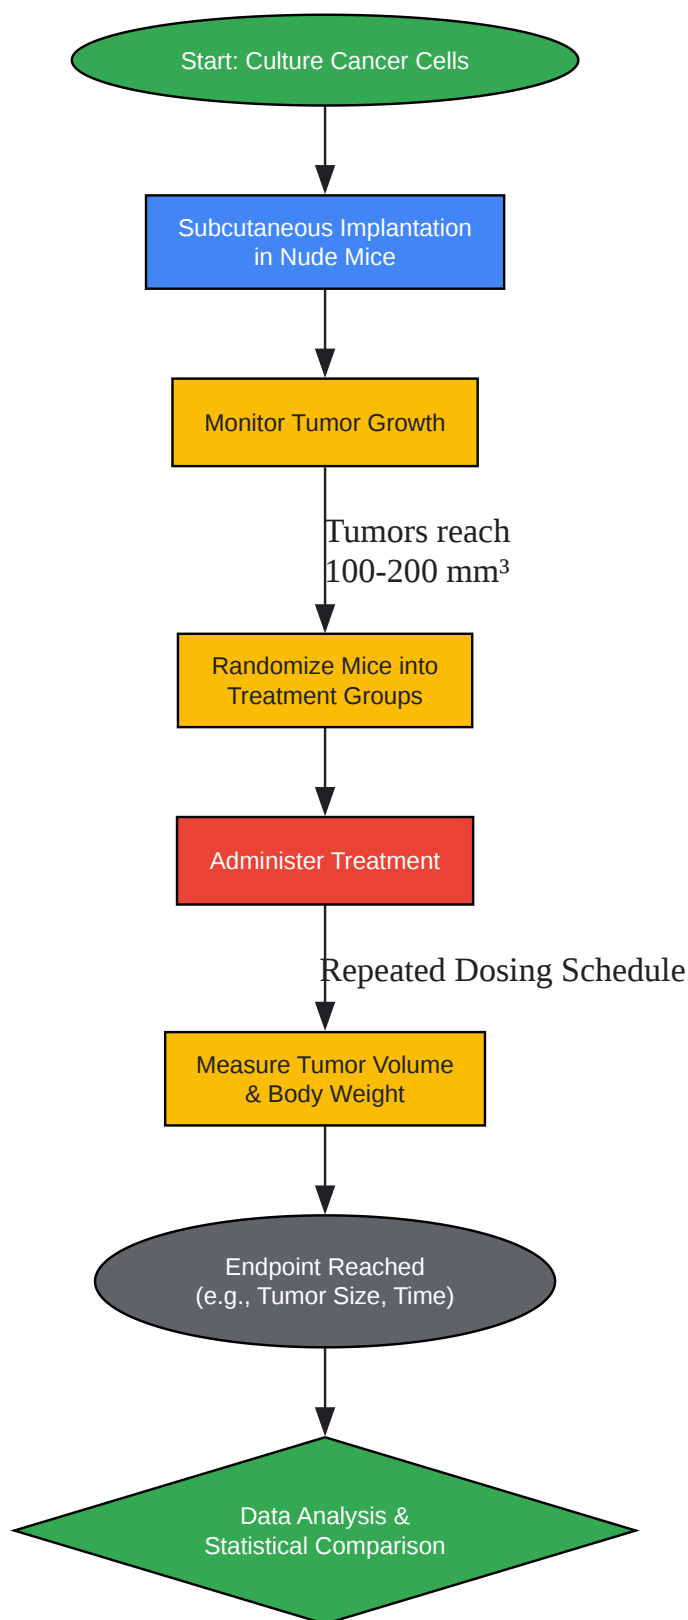 Start: Culture Cancer Cells
Subcutaneous Implantation
in Nude Mice
Monitor Tumor Growth
Tumors reach
100-200 mm³
Randomize Mice into
Treatment Groups
Administer Treatment
Repeated Dosing Schedule
Measure Tumor Volume
& Body Weight
Endpoint Reached
(e.g., Tumor Size, Time)
Data Analysis &
Statistical Comparison